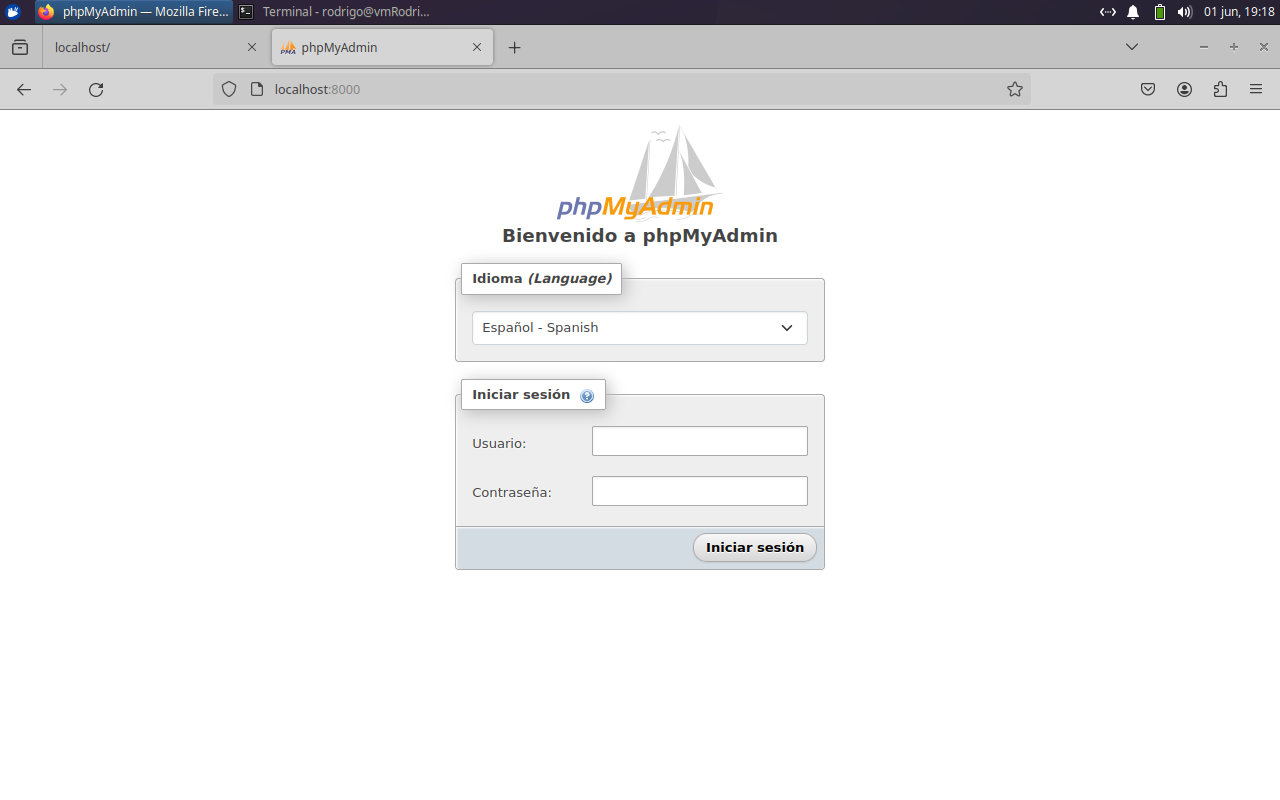 phpMyAdmin — Mozilla Fire...
Terminal - rodrigo@vmRodri...
01 jun, 19:18
localhost/
PMA
phpMyAdmin
localhost:8000
phpMyAdmin
Bienvenido a phpMyAdmin
Idioma (Language)
Español - Spanish
Iniciar sesión
Usuario:
Contraseña:
Iniciar sesión